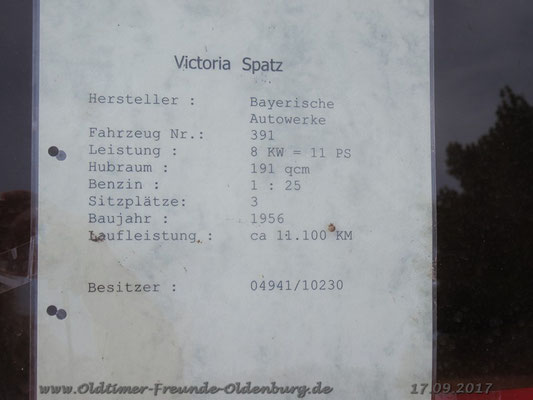 Victoria Spatz
Hersteller : Bayerische
Autowerke
Fahrzeug Nr.: 391
Leistung : 8 KW = 11 PS
Hubraum : 191 qcm
Benzin : 1 : 25
Sitzplätze: 3
Baujahr : 1956
Laufleistung : ca 11.100 KM
Besitzer : 04941/10230
www.Oldtimer-Freunde-Oldenburg.de 17.09.2017